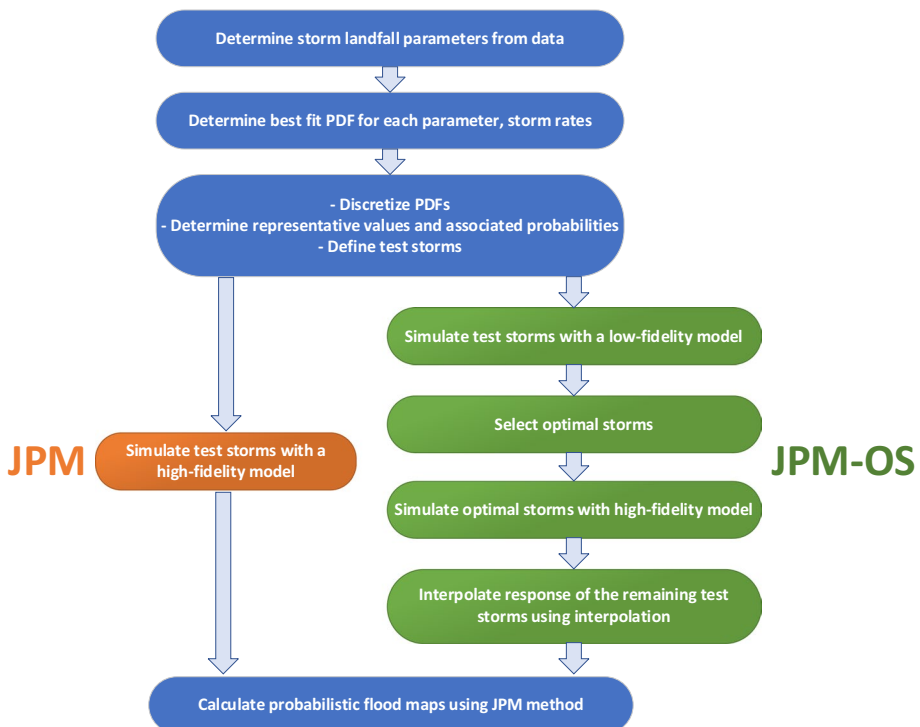 Determine storm landfall parameters from data
Determine best fit PDF for each parameter, storm rates
- Discretize PDFs
- Determine representative values and associated probabilities
- Define test storms
Simulate test storms with a low-fidelity model
Select optimal storms
JPM
Simulate test storms with a
high-fidelity model
JPM-OS
Simulate optimal storms with high-fidelity model
Interpolate response of the remaining test
storms using interpolation
Calculate probabilistic flood maps using JPM method